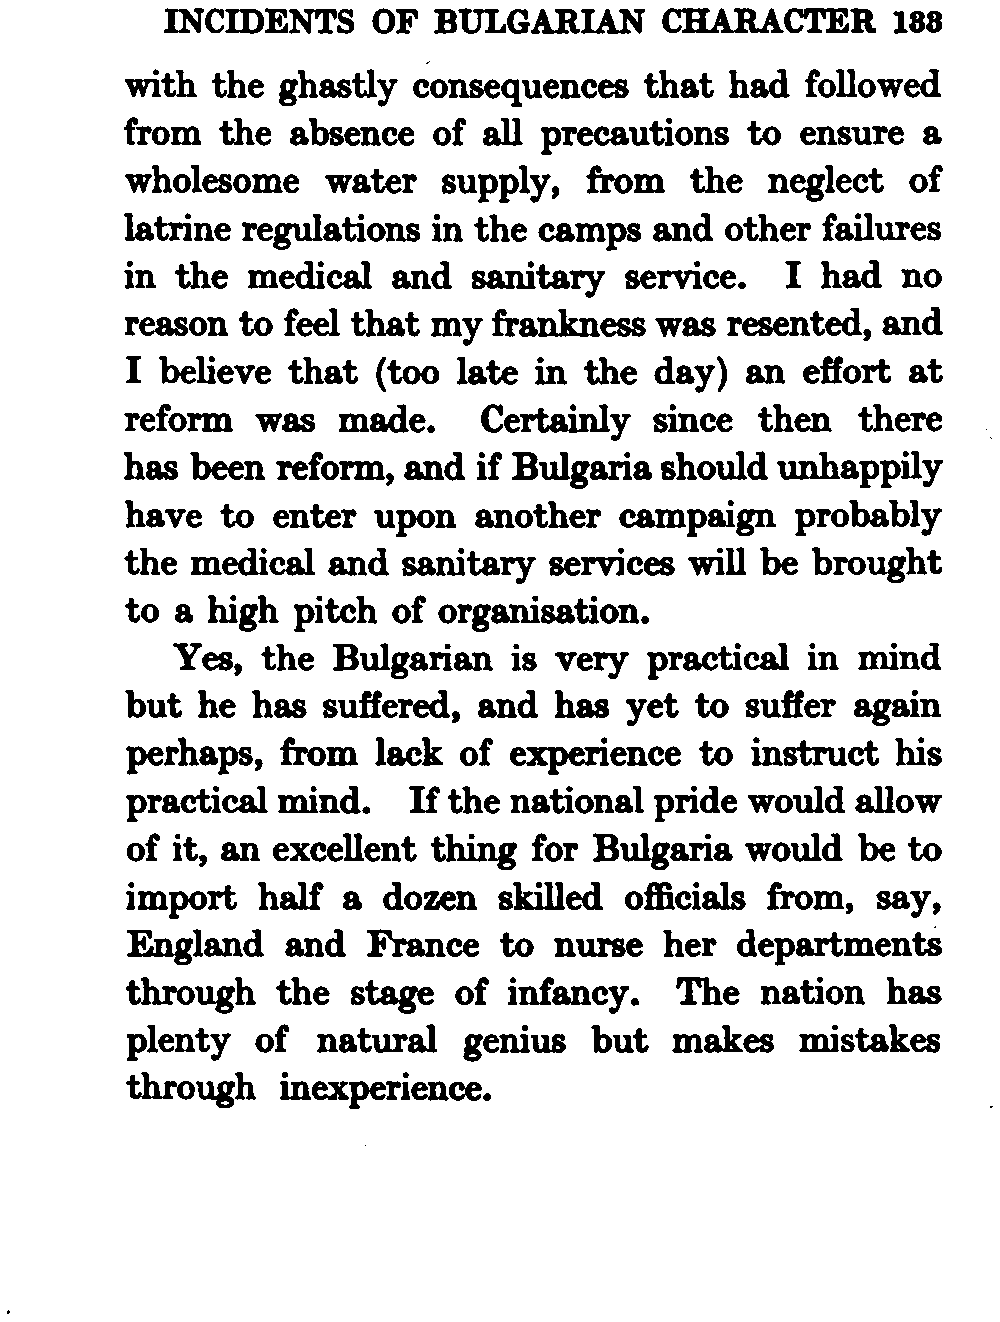 INCIDENTS OF BULGARIAN CHARACTER 133
with the ghastly consequences that had followed
from the absence of all precautions to ensure a
wholesome water supply, from the neglect of
latrine regulations in the camps and other failures
in the medical and sanitary service. I had no
reason to feel that my frankness was resented, and
I believe that (too late in the day) an effort at
reform was made. Certainly since then there
has been reform, and if Bulgaria should unhappily
have to enter upon another campaign probably
the medical and sanitary services will be brought
to a high pitch of organisation.
Yes, the Bulgarian is very practical in mind
but he has suffered, and has yet to suffer again
perhaps, from lack of experience to instruct his
practical mind. If the national pride would allow
of it, an excellent thing for Bulgaria would be to
import half a dozen skilled officials from, say,
England and France to nurse her departments
through the stage of infancy. The nation has
plenty of natural genius but makes mistakes
through inexperience.